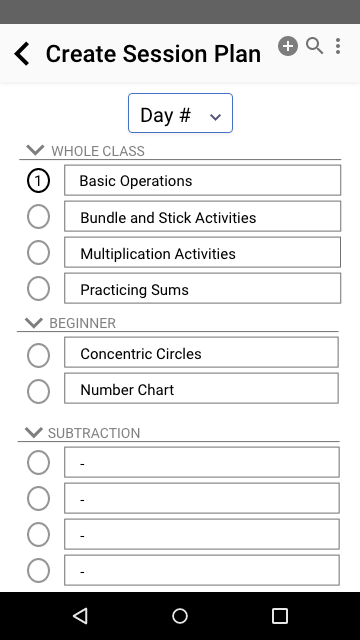 Create Session Plan
Day #
WHOLE CLASS
1 Basic Operations
Bundle and Stick Activities
Multiplication Activities
Practicing Sums
BEGINNER
Concentric Circles
Number Chart
SUBTRACTION
-
-
-
-